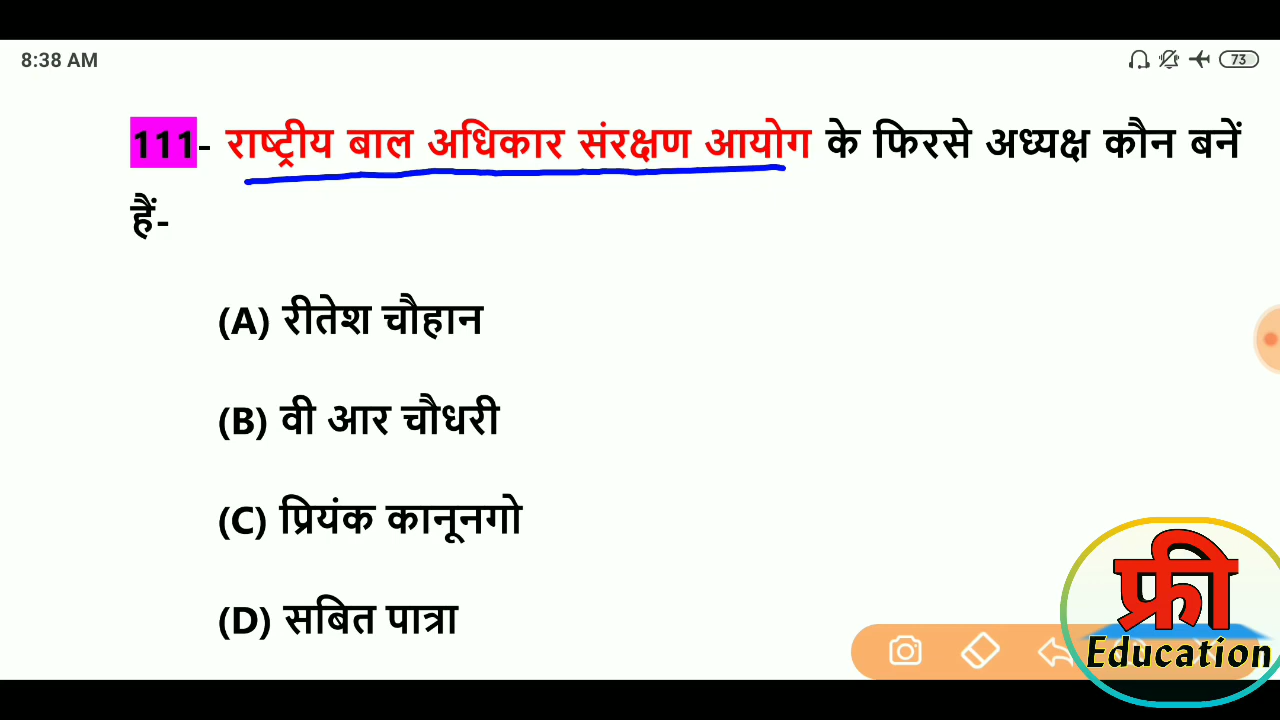 8:38 AM
73
111- राष्ट्रीय बाल अधिकार संरक्षण आयोग के फिरसे अध्यक्ष कौन बनें
हैं-
(A) रीतेश चौहान
(B) वी आर चौधरी
(C) प्रियंक कानूनगो
(D) सबित पात्रा
फ्री
Education